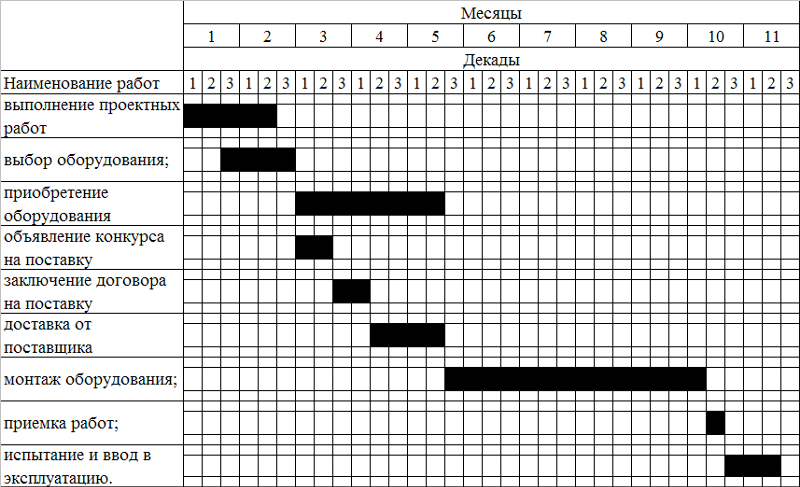 Месяцы
1 2 3 4 5 6 7 8 9 10 11
Декады
Наименование работ 1 2 3 1 2 3 1 2 3 1 2 3 1 2 3 1 2 3 1 2 3 1 2 3 1 2 3 1 2 3 1 2 3
выполнение проектных
работ
выбор оборудования;
приобретение
оборудования
объявление конкурса
на поставку
заключение договора
на поставку
доставка от
поставщика
монтаж оборудования;
приемка работ;
испытание и ввод в
эксплуатацию.